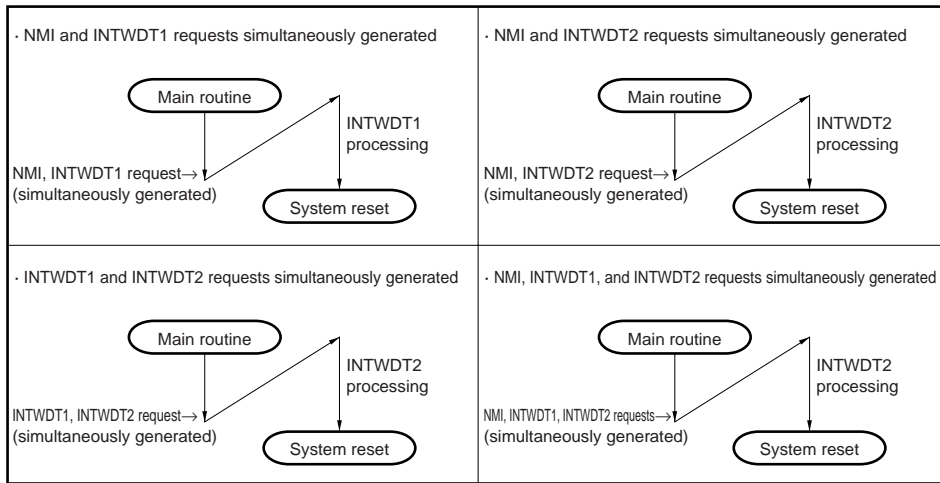 · NMI and INTWDT1 requests simultaneously generated
Main routine
INTWDT1
processing
NMI, INTWDT1 request→
(simultaneously generated)
System reset
· NMI and INTWDT2 requests simultaneously generated
Main routine
INTWDT2
processing
NMI, INTWDT2 request→
(simultaneously generated)
System reset
· INTWDT1 and INTWDT2 requests simultaneously generated
Main routine
INTWDT2
processing
INTWDT1, INTWDT2 request→
(simultaneously generated)
System reset
· NMI, INTWDT1, and INTWDT2 requests simultaneously generated
Main routine
INTWDT2
processing
NMI, INTWDT1, INTWDT2 requests→
(simultaneously generated)
System reset